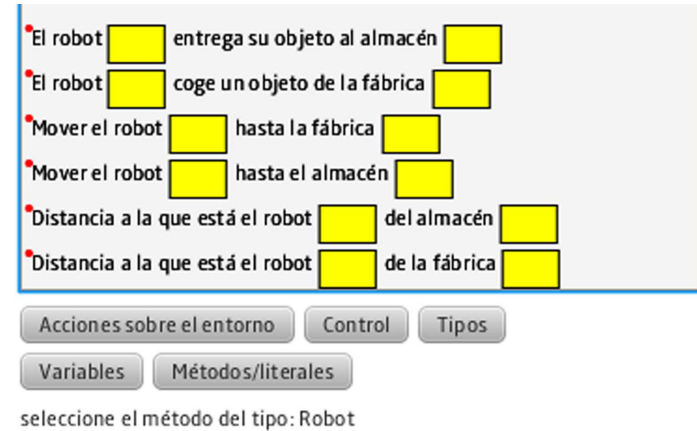 El robot entrega su objeto al almacén
El robot coge un objeto de la fábrica
Mover el robot hasta la fábrica
Mover el robot hasta el almacén
Distancia a la que está el robot del almacén
Distancia a la que está el robot de la fábrica
Acciones sobre el entorno Control Tipos
Variables Métodos/literales
seleccione el método del tipo: Robot